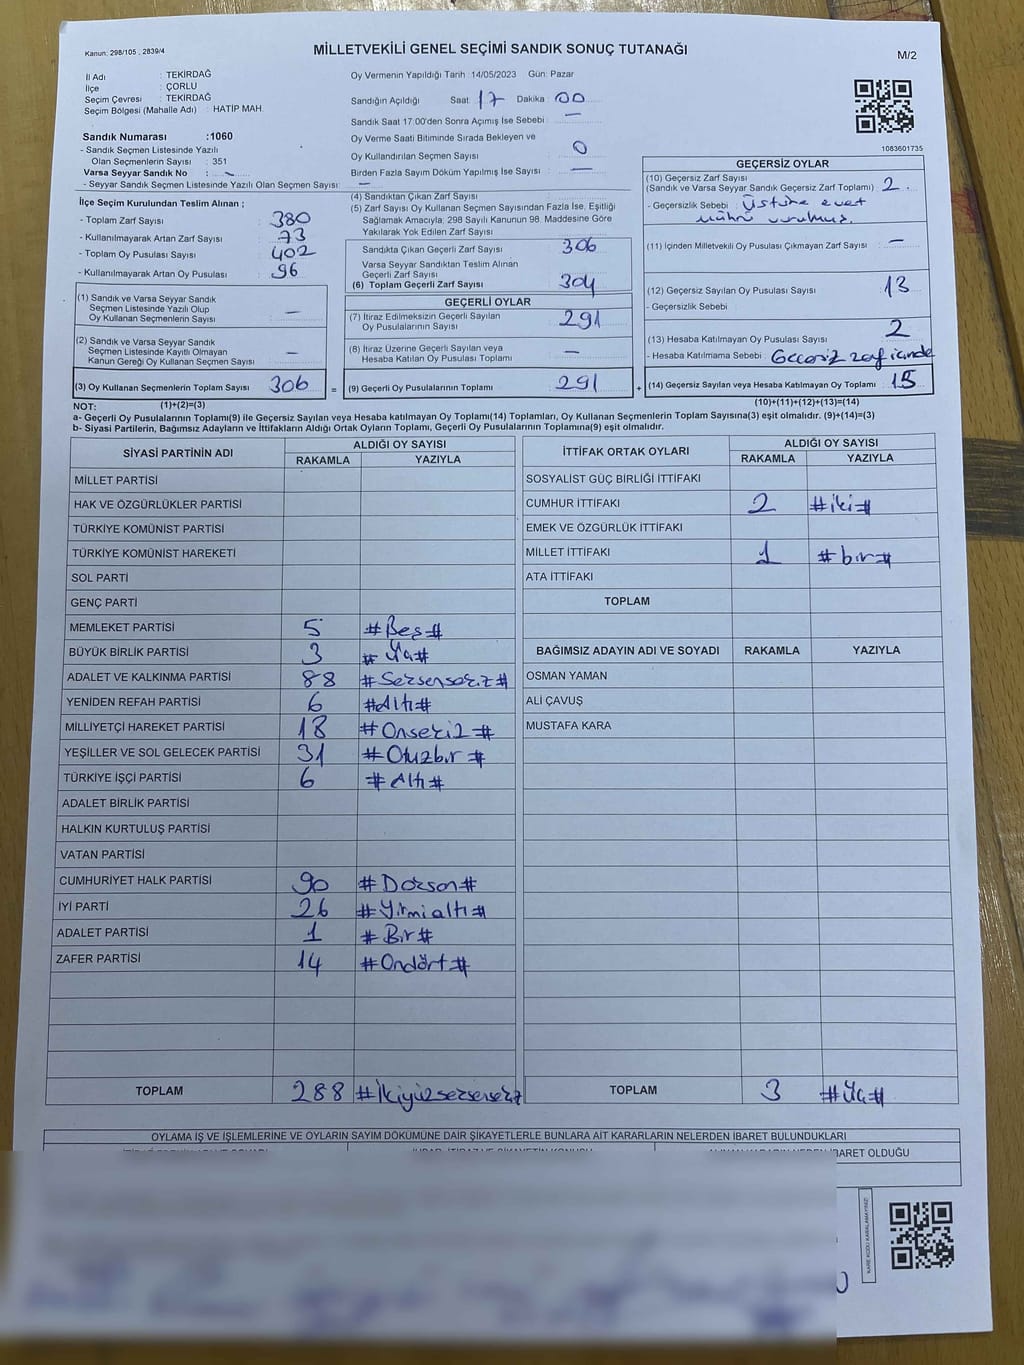 Kanun: 298/105 , 2839/4
MİLLETVEKİLİ GENEL SEÇİMİ SANDIK SONUÇ TUTANAĞI
M/2
İl Adı : TEKİRDAĞ
İlçe : ÇORLU
Seçim Çevresi : TEKİRDAĞ
Seçim Bölgesi (Mahalle Adı) : HATİP MAH.
Sandık Numarası :1060
- Sandık Seçmen Listesinde Yazılı
Olan Seçmenlerin Sayısı : 351
Varsa Seyyar Sandık No : -
- Seyyar Sandık Seçmen Listesinde Yazılı Olan Seçmen Sayısı: -
Oy Vermenin Yapıldığı Tarih 14/05/2023 Gün: Pazar
Sandığın Açıldığı Saat :17 Dakika : 00
Sandık Saat 17.00'den Sonra Açımış İse Sebebi : -
Oy Verme Saati Bitiminde Sırada Bekleyen ve
Oy Kullandırılan Seçmen Sayısı : 0
Birden Fazla Sayım Döküm Yapılmış İse Sayısı : -
1083601735
İlçe Seçim Kurulundan Teslim Alınan ;
- Toplam Zarf Sayısı : 380
- Kullanılmayarak Artan Zarf Sayısı : 73
- Toplam Oy Pusulası Sayısı : 402
- Kullanılmayarak Artan Oy Pusulası : 96
(4) Sandıktan Çıkan Zarf Sayısı
(5) Zarf Sayısı Oy Kullanan Seçmen Sayısından Fazla İse, Eşitliği
Sağlamak Amacıyla; 298 Sayılı Kanunun 98. Maddesine Göre
Yakılarak Yok Edilen Zarf Sayısı
Sandıkta Çıkan Geçerli Zarf Sayısı : 306
Varsa Seyyar Sandıktan Teslim Alınan
Geçerli Zarf Sayısı
(6) Toplam Geçerli Zarf Sayısı : 304
GEÇERSİZ OYLAR
(10) Geçersiz Zarf Sayısı : 2
(Sandık ve Varsa Seyyar Sandık Geçersiz Zarf Toplamı)
- Geçersizlik Sebebi : Üstüne evet
mührü vurulmuş.
(11) İçinden Milletvekili Oy Pusulası Çıkmayan Zarf Sayısı : -
(12) Geçersiz Sayılan Oy Pusulası Sayısı : 13
- Geçersizlik Sebebi
(13) Hesaba Katılmayan Oy Pusulası Sayısı : 2
- Hesaba Katılmama Sebebi : Geçersiz zarf içinde
(14) Geçersiz Sayılan veya Hesaba Katılmayan Oy Toplamı : 15
(10)+(11)+(12)+(13)=(14)
(1) Sandık ve Varsa Seyyar Sandık
Seçmen Listesinde Yazılı Olup
Oy Kullanan Seçmenlerin Sayısı : -
(2) Sandık ve Varsa Seyyar Sandık
Seçmen Listesinde Kayıtlı Olmayan
Kanun Gereği Oy Kullanan Seçmen Sayısı : -
(3) Oy Kullanan Seçmenlerin Toplam Sayısı : 306 =
(1)+(2)=(3)
GEÇERLİ OYLAR
(7) İtiraz Edilmeksizin Geçerli Sayılan
Oy Pusulalarının Sayısı : 291
(8) İtiraz Üzerine Geçerli Sayılan veya
Hesaba Katılan Oy Pusulası Toplamı : -
(9) Geçerli Oy Pusulalarının Toplamı : 291 +
NOT:
a- Geçerli Oy Pusulalarının Toplamı(9) ile Geçersiz Sayılan veya Hesaba katılmayan Oy Toplamı(14) Toplamları, Oy Kullanan Seçmenlerin Toplam Sayısına(3) eşit olmalıdır. (9)+(14)=(3)
b- Siyasi Partilerin, Bağımsız Adayların ve İttifakların Aldığı Ortak Oyların Toplamı, Geçerli Oy Pusulalarının Toplamına(9) eşit olmalıdır.
SİYASİ PARTİNİN ADI ALDIĞI OY SAYISI
RAKAMLA YAZIYLA
MİLLET PARTİSİ
HAK VE ÖZGÜRLÜKLER PARTİSİ
TÜRKİYE KOMÜNİST PARTİSİ
TÜRKİYE KOMÜNİST HAREKETİ
SOL PARTİ
GENÇ PARTİ
MEMLEKET PARTİSİ 5 #Beş#
BÜYÜK BİRLİK PARTİSİ 3 #Üç#
ADALET VE KALKINMA PARTİSİ 88 #Seksensekiz#
YENİDEN REFAH PARTİSİ 6 #Altı#
MİLLİYETÇİ HAREKET PARTİSİ 18 #Onsekiz#
YEŞİLLER VE SOL GELECEK PARTİSİ 31 #Otuzbir#
TÜRKİYE İŞÇİ PARTİSİ 6 #Altı#
ADALET BİRLİK PARTİSİ
HALKIN KURTULUŞ PARTİSİ
VATAN PARTİSİ
CUMHURİYET HALK PARTİSİ 90 #Doksan#
İYİ PARTİ 26 #Yirmialtı#
ADALET PARTİSİ 1 #Bir#
ZAFER PARTİSİ 14 #Ondört#
TOPLAM 288 #İkiyüzseksensekiz
İTTİFAK ORTAK OYLARI ALDIĞI OY SAYISI
RAKAMLA YAZIYLA
SOSYALİST GÜÇ BİRLİĞİ İTTİFAKI
CUMHUR İTTİFAKI 2 #iki#
EMEK VE ÖZGÜRLÜK İTTİFAKI
MİLLET İTTİFAKI 1 #bir#
ATA İTTİFAKI
TOPLAM
BAĞIMSIZ ADAYIN ADI VE SOYADI RAKAMLA YAZIYLA
OSMAN YAMAN
ALİ ÇAVUŞ
MUSTAFA KARA
TOPLAM 3 #Üç#
OYLAMA İŞ VE İŞLEMLERİNE VE OYLARIN SAYIM DÖKÜMÜNE DAİR ŞİKAYETLERLE BUNLARA AİT KARARLARIN NELERDEN İBARET BULUNDUKLARI
İBARET OLDUĞU
KARE KODU KARALAMAYINIZ!